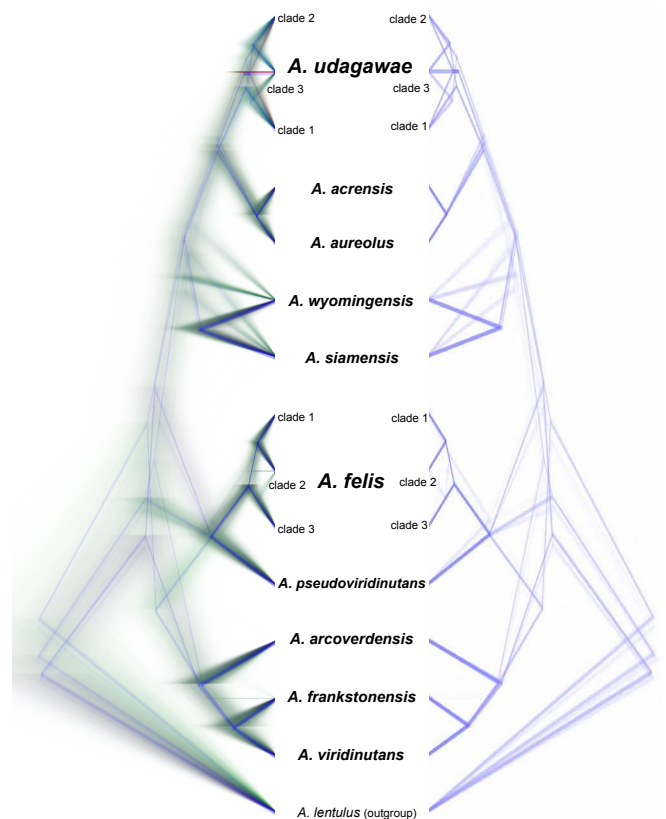 clade 2 clade 2
A. udagawae
clade 3 clade 3
clade 1 clade 1
A. acrensis
A. aureolus
A. wyomingensis
A. siamensis
clade 1 clade 1
clade 2 A. felis clade 2
clade 3 clade 3
A. pseudoviridinutans
A. arcoverdensis
A. frankstonensis
A. viridinutans
A. lentulus (outgroup)